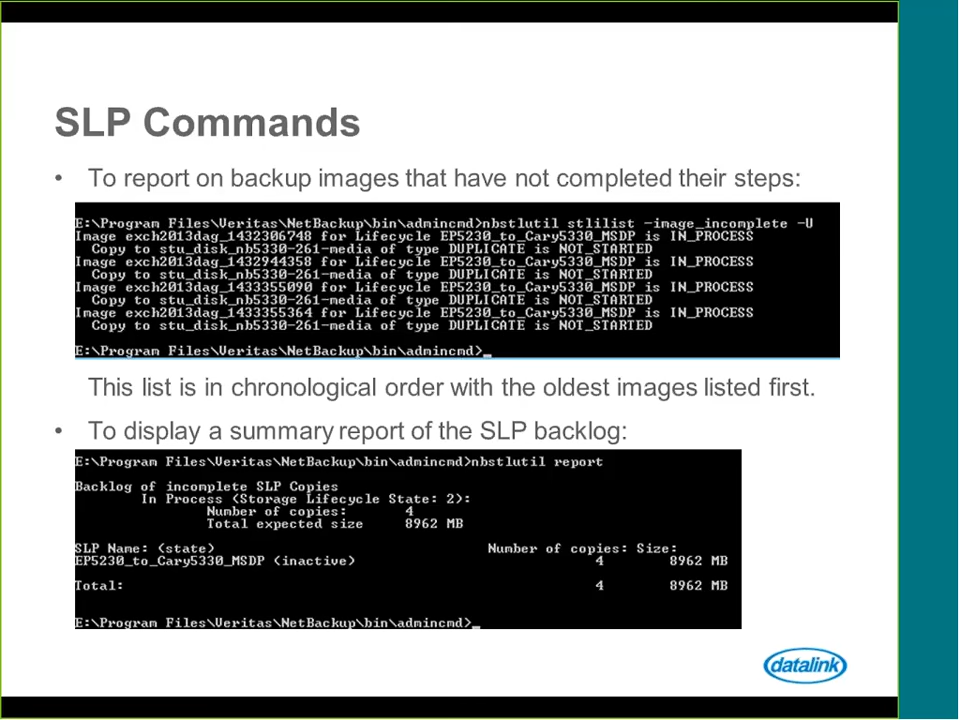 SLP Commands
• To report on backup images that have not completed their steps:
E:\Program Files\Veritas\NetBackup\bin\admincmd>nbstlutil stlilist -image_incomplete -U
Image exch2013dag_1432306748 for Lifecycle EP5230_to_Cary5330_MSDP is IN_PROCESS
Copy to stu_disk_nb5330-261-media of type DUPLICATE is NOT_STARTED
Image exch2013dag_1432944358 for Lifecycle EP5230_to_Cary5330_MSDP is IN_PROCESS
Copy to stu_disk_nb5330-261-media of type DUPLICATE is NOT_STARTED
Image exch2013dag_1433355090 for Lifecycle EP5230_to_Cary5330_MSDP is IN_PROCESS
Copy to stu_disk_nb5330-261-media of type DUPLICATE is NOT_STARTED
Image exch2013dag_1433355364 for Lifecycle EP5230_to_Cary5330_MSDP is IN_PROCESS
Copy to stu_disk_nb5330-261-media of type DUPLICATE is NOT_STARTED
E:\Program Files\Veritas\NetBackup\bin\admincmd>_
This list is in chronological order with the oldest images listed first.
• To display a summary report of the SLP backlog:
E:\Program Files\Veritas\NetBackup\bin\admincmd>nbstlutil report
Backlog of incomplete SLP Copies
In Process (Storage Lifecycle State: 2):
Number of copies: 4
Total expected size 8962 MB
SLP Name: (state) Number of copies: Size:
EP5230_to_Cary5330_MSDP (inactive) 4 8962 MB
Total: 4 8962 MB
E:\Program Files\Veritas\NetBackup\bin\admincmd>_
datalink